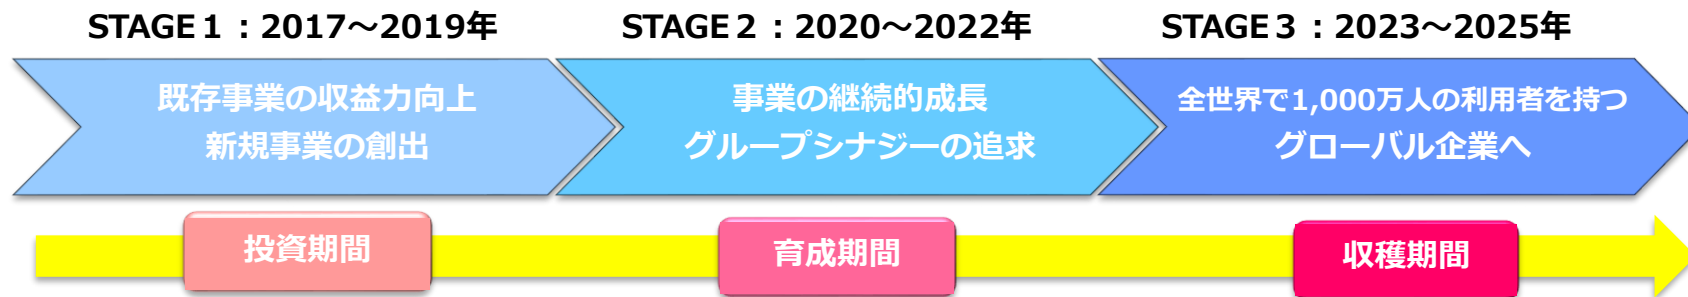 STAGE１：2017～2019年
STAGE２：2020～2022年
STAGE３：2023～2025年
既存事業の収益力向上
新規事業の創出
事業の継続的成長
グループシナジーの追求
全世界で1,000万人の利用者を持つ
グローバル企業へ
投資期間
育成期間
収穫期間